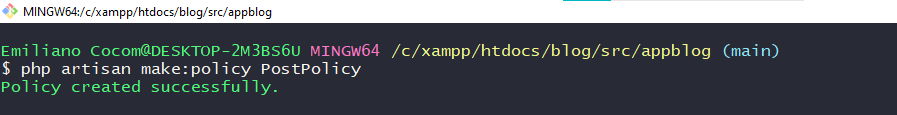 MINGW64:/c/xampp/htdocs/blog/src/appblog
Emiliano Cocom@DESKTOP-2M3BS6U MINGW64 /c/xampp/htdocs/blog/src/appblog (main)
$ php artisan make:policy PostPolicy
Policy created successfully.